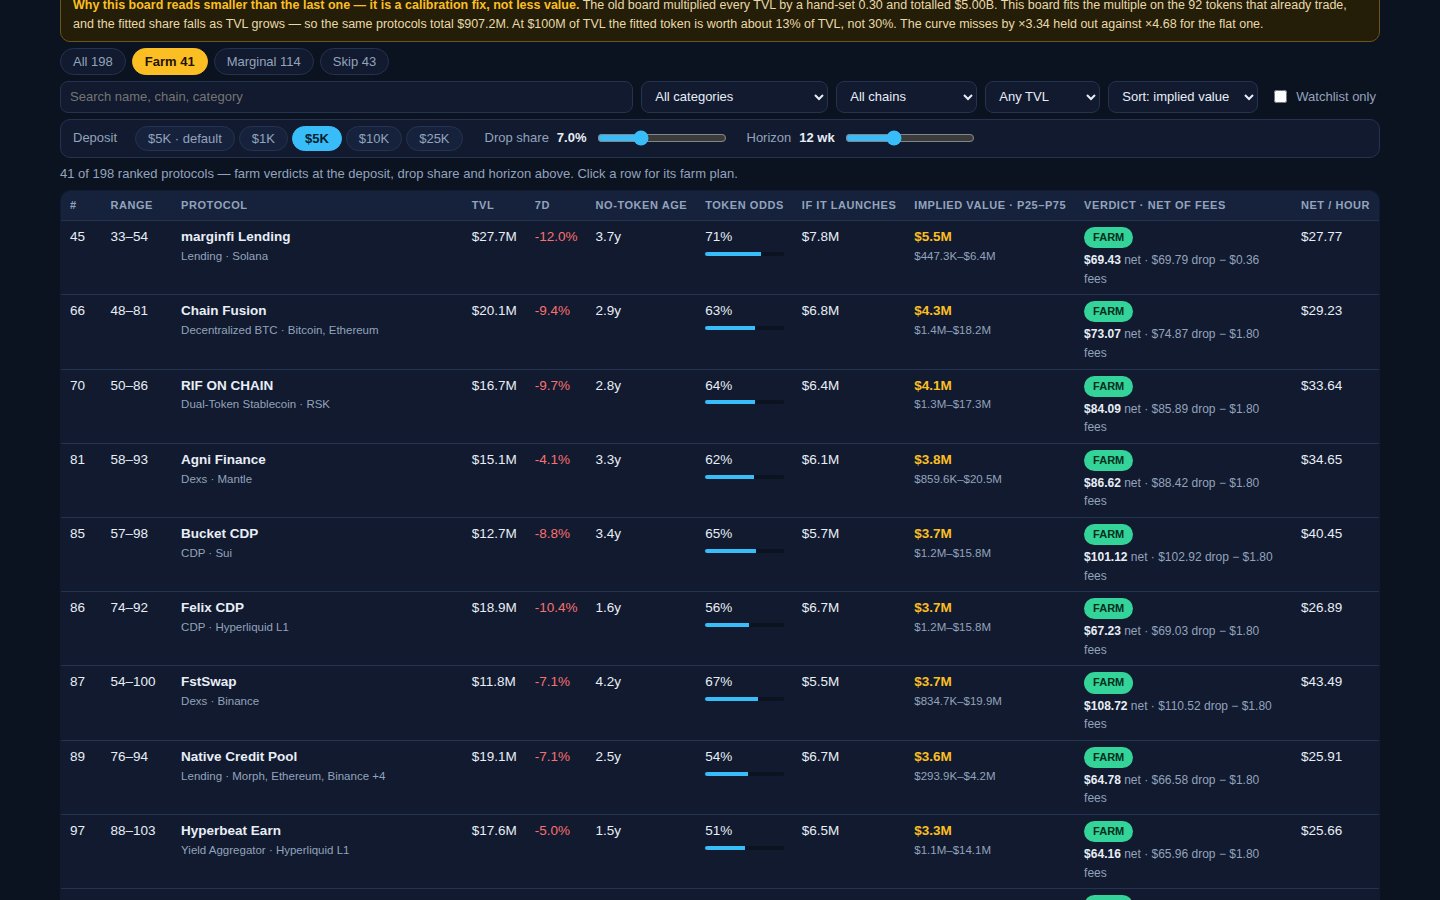 Why this board reads smaller than the last one — it is a calibration fix, not less value. The old board multiplied every TVL by a hand-set 0.30 and totalled $5.00B. This board fits the multiple on the 92 tokens that already trade,
and the fitted share falls as TVL grows — so the same protocols total $907.2M. At $100M of TVL the fitted token is worth about 13% of TVL, not 30%. The curve misses by ×3.34 held out against ×4.68 for the flat one.
All 198 Farm 41 Marginal 114 Skip 43
Search name, chain, category All categories All chains Any TVL Sort: implied value Watchlist only
Deposit $5K · default $1K $5K $10K $25K Drop share 7.0% Horizon 12 wk
41 of 198 ranked protocols — farm verdicts at the deposit, drop share and horizon above. Click a row for its farm plan.
# RANGE PROTOCOL TVL 7D NO-TOKEN AGE TOKEN ODDS IF IT LAUNCHES IMPLIED VALUE · P25–P75 VERDICT · NET OF FEES NET / HOUR
45 33–54 marginfi Lending $27.7M -12.0% 3.7y 71% $7.8M $5.5M FARM $27.77
Lending · Solana $447.3K–$6.4M $69.43 net · $69.79 drop − $0.36
fees
66 48–81 Chain Fusion $20.1M -9.4% 2.9y 63% $6.8M $4.3M FARM $29.23
Decentralized BTC · Bitcoin, Ethereum $1.4M–$18.2M $73.07 net · $74.87 drop − $1.80
fees
70 50–86 RIF ON CHAIN $16.7M -9.7% 2.8y 64% $6.4M $4.1M FARM $33.64
Dual-Token Stablecoin · RSK $1.3M–$17.3M $84.09 net · $85.89 drop − $1.80
fees
81 58–93 Agni Finance $15.1M -4.1% 3.3y 62% $6.1M $3.8M FARM $34.65
Dexs · Mantle $859.6K–$20.5M $86.62 net · $88.42 drop − $1.80
fees
85 57–98 Bucket CDP $12.7M -8.8% 3.4y 65% $5.7M $3.7M FARM $40.45
CDP · Sui $1.2M–$15.8M $101.12 net · $102.92 drop − $1.80
fees
86 74–92 Felix CDP $18.9M -10.4% 1.6y 56% $6.7M $3.7M FARM $26.89
CDP · Hyperliquid L1 $1.2M–$15.8M $67.23 net · $69.03 drop − $1.80
fees
87 54–100 FstSwap $11.8M -7.1% 4.2y 67% $5.5M $3.7M FARM $43.49
Dexs · Binance $834.7K–$19.9M $108.72 net · $110.52 drop − $1.80
fees
89 76–94 Native Credit Pool $19.1M -7.1% 2.5y 54% $6.7M $3.6M FARM $25.91
Lending · Morph, Ethereum, Binance +4 $293.9K–$4.2M $64.78 net · $66.58 drop − $1.80
fees
97 88–103 Hyperbeat Earn $17.6M -5.0% 1.5y 51% $6.5M $3.3M FARM $25.66
Yield Aggregator · Hyperliquid L1 $1.1M–$14.1M $64.16 net · $65.96 drop − $1.80
fees